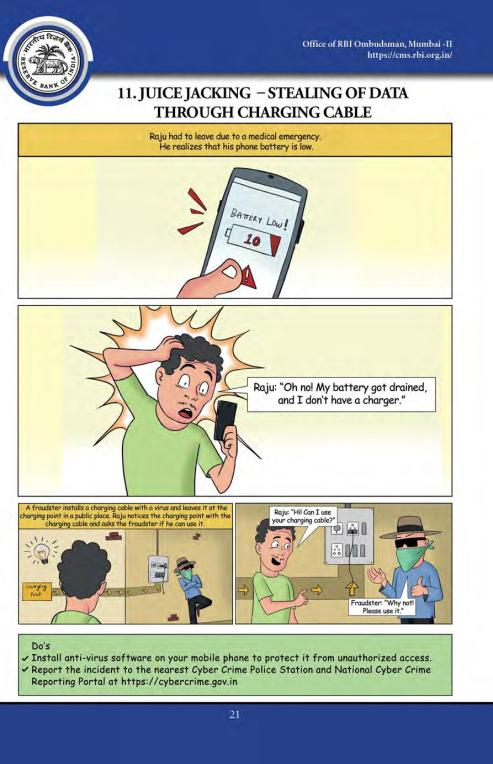 भारतीय रिज़र्व बैंक
RESERVE BANK OF INDIA
Office of RBI Ombudsman, Mumbai -II
https://cms.rbi.org.in/
11. JUICE JACKING – STEALING OF DATA
THROUGH CHARGING CABLE
Raju had to leave due to a medical emergency.
He realizes that his phone battery is low.
BATTERY LOW!
10
Raju: “Oh no! My battery got drained,
and I don’t have a charger.”
A fraudster installs a charging cable with a virus and leaves it at the
charging point in a public place. Raju notices the charging point with the
charging cable and asks the fraudster if he can use it.
Charging
Point
Raju: “Hi! Can I use
your charging cable?”
Fraudster: “Why not!
Please use it.”
Do’s
✓ Install anti-virus software on your mobile phone to protect it from unauthorized access.
✓ Report the incident to the nearest Cyber Crime Police Station and National Cyber Crime
Reporting Portal at https://cybercrime.gov.in
21